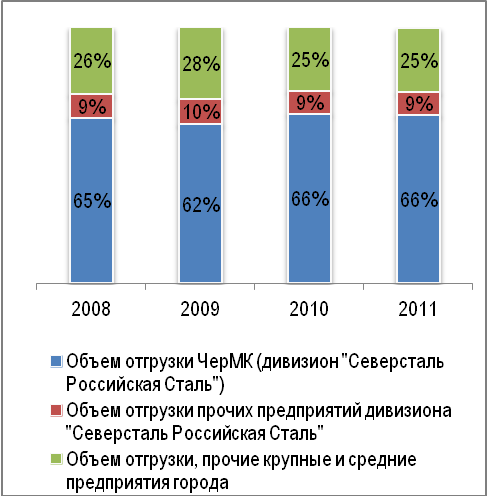 26% 28% 25% 25%
9% 10% 9% 9%
65% 62% 66% 66%
2008 2009 2010 2011
Объем отгрузки ЧерМК (дивизион "Северсталь
Российская Сталь")
Объем отгрузки прочих предприятий дивизиона
"Северсталь Российская Сталь"
Объем отгрузки, прочие крупные и средние
предприятия города